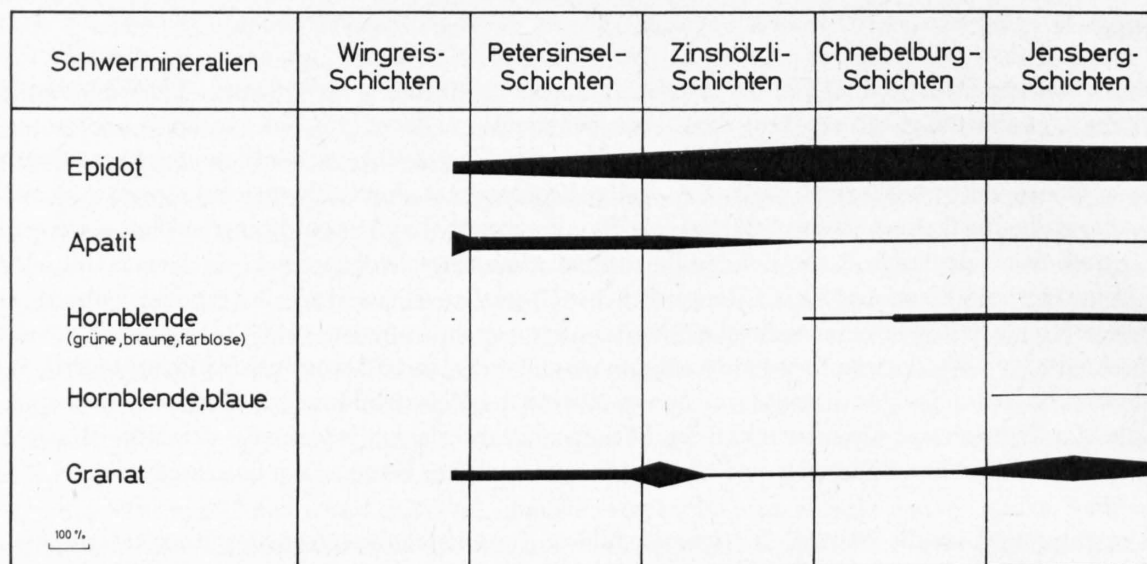 Schwermineralien
Wingreis-
Schichten
Petersinsel-
Schichten
Zinshölzli-
Schichten
Chnebelburg-
Schichten
Jensberg-
Schichten
Epidot
Apatit
Hornblende
(grüne,braune,farblose)
Hornblende,blaue
Granat
100 %